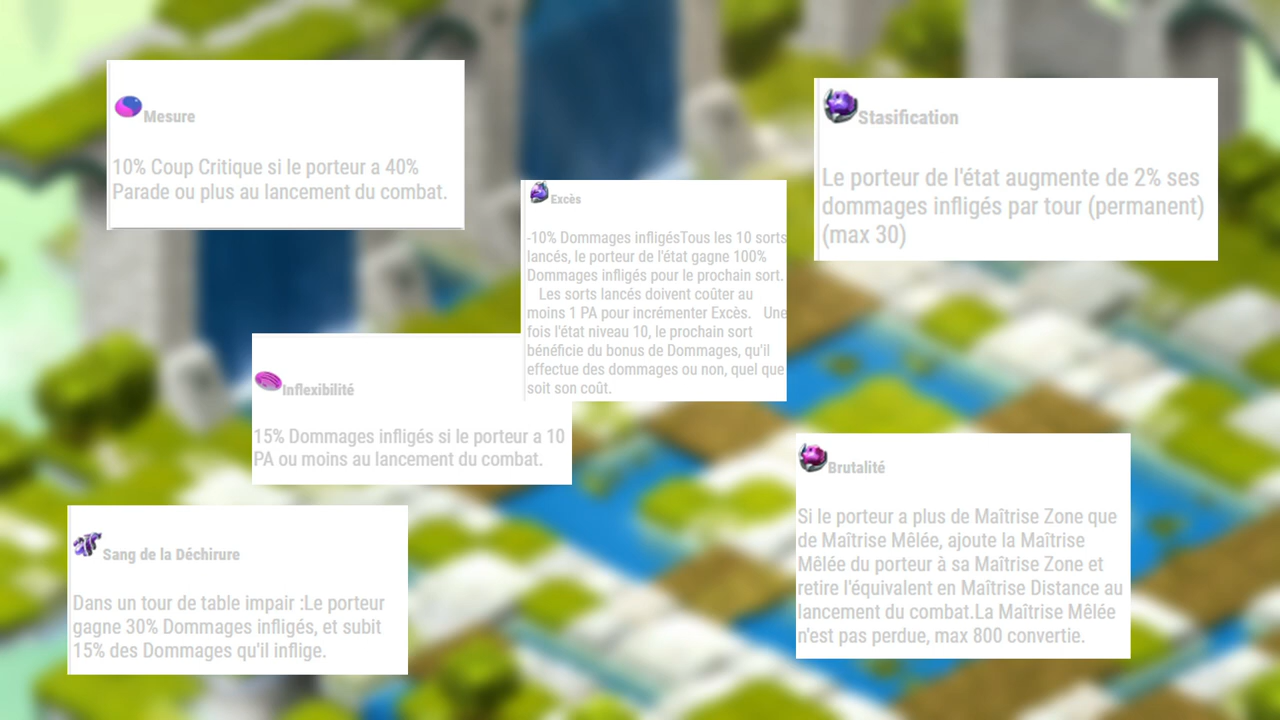 Mesure
10% Coup Critique si le porteur a 40%
Parade ou plus au lancement du combat.
Stasification
Le porteur de l'état augmente de 2% ses
dommages infligés par tour (permanent)
(max 30)
Excès
-10% Dommages infligésTous les 10 sorts
lancés, le porteur de l'état gagne 100%
Dommages infligés pour le prochain sort.
Les sorts lancés doivent coûter au
moins 1 PA pour incrémenter Excès. Une
fois l'état niveau 10, le prochain sort
bénéficie du bonus de Dommages, qu'il
effectue des dommages ou non, quel que
soit son coût.
Inflexibilité
15% Dommages infligés si le porteur a 10
PA ou moins au lancement du combat.
Brutalité
Si le porteur a plus de Maîtrise Zone que
de Maîtrise Mêlée, ajoute la Maîtrise
Mêlée du porteur à sa Maîtrise Zone et
retire l'équivalent en Maîtrise Distance au
lancement du combat.La Maîtrise Mêlée
n'est pas perdue, max 800 convertie.
Sang de la Déchirure
Dans un tour de table impair :Le porteur
gagne 30% Dommages infligés, et subit
15% des Dommages qu'il inflige.